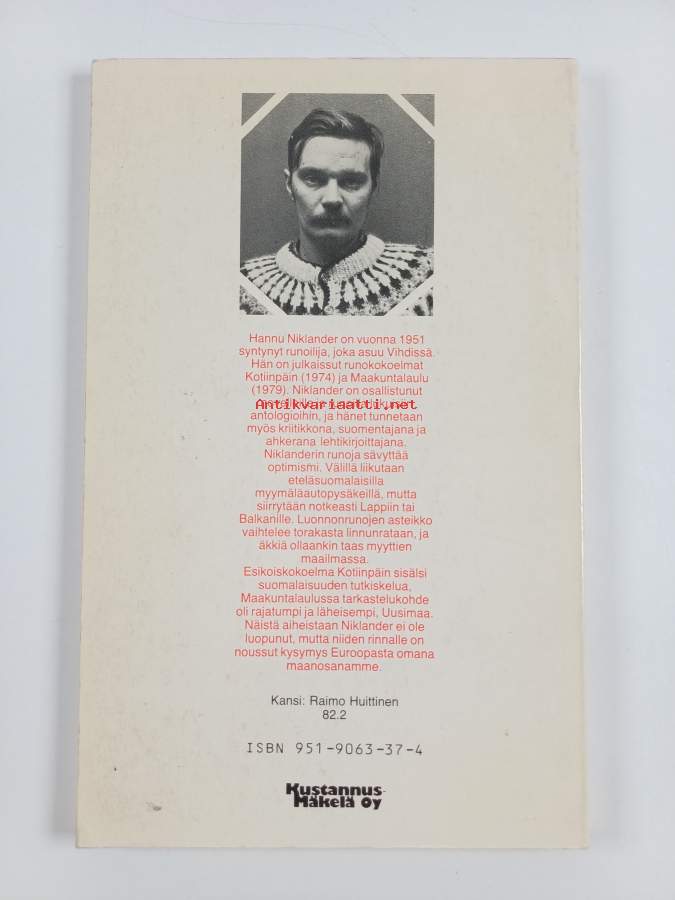 Hannu Niklander on vuonna 1951
syntynyt runoilija, joka asuu Vihdissä.
Hän on julkaissut runokokoelmat
Kotiinpäin (1974) ja Maakuntalaulu
(1979). Niklander on osallistunut
Antikvariaatti.net
antologioihin, ja hänet tunnetaan
myös kriitikkona, suomentajana ja
ahkerana lehtikirjoittajana.
Niklanderin runoja sävyttää
optimismi. Välillä liikutaan
eteläsuomalaisilla
myymäläautopysäkeillä, mutta
siirrytään notkeasti Lappiin tai
Balkanille. Luonnonrunojen asteikko
vaihtelee torakasta linnunrataan, ja
äkkiä ollaankin taas myyttien
maailmassa.
Esikoiskokoelma Kotiinpäin sisälsi
suomalaisuuden tutkiskelua,
Maakuntalaulussa tarkastelukohde
oli rajatumpi ja läheisempi, Uusimaa.
Näistä aiheistaan Niklander ei ole
luopunut, mutta niiden rinnalle on
noussut kysymys Euroopasta omana
maanosanamme.
Kansi: Raimo Huittinen
82.2
ISBN 951-9063-37-4
Kustannus-
Mäkelä Oy